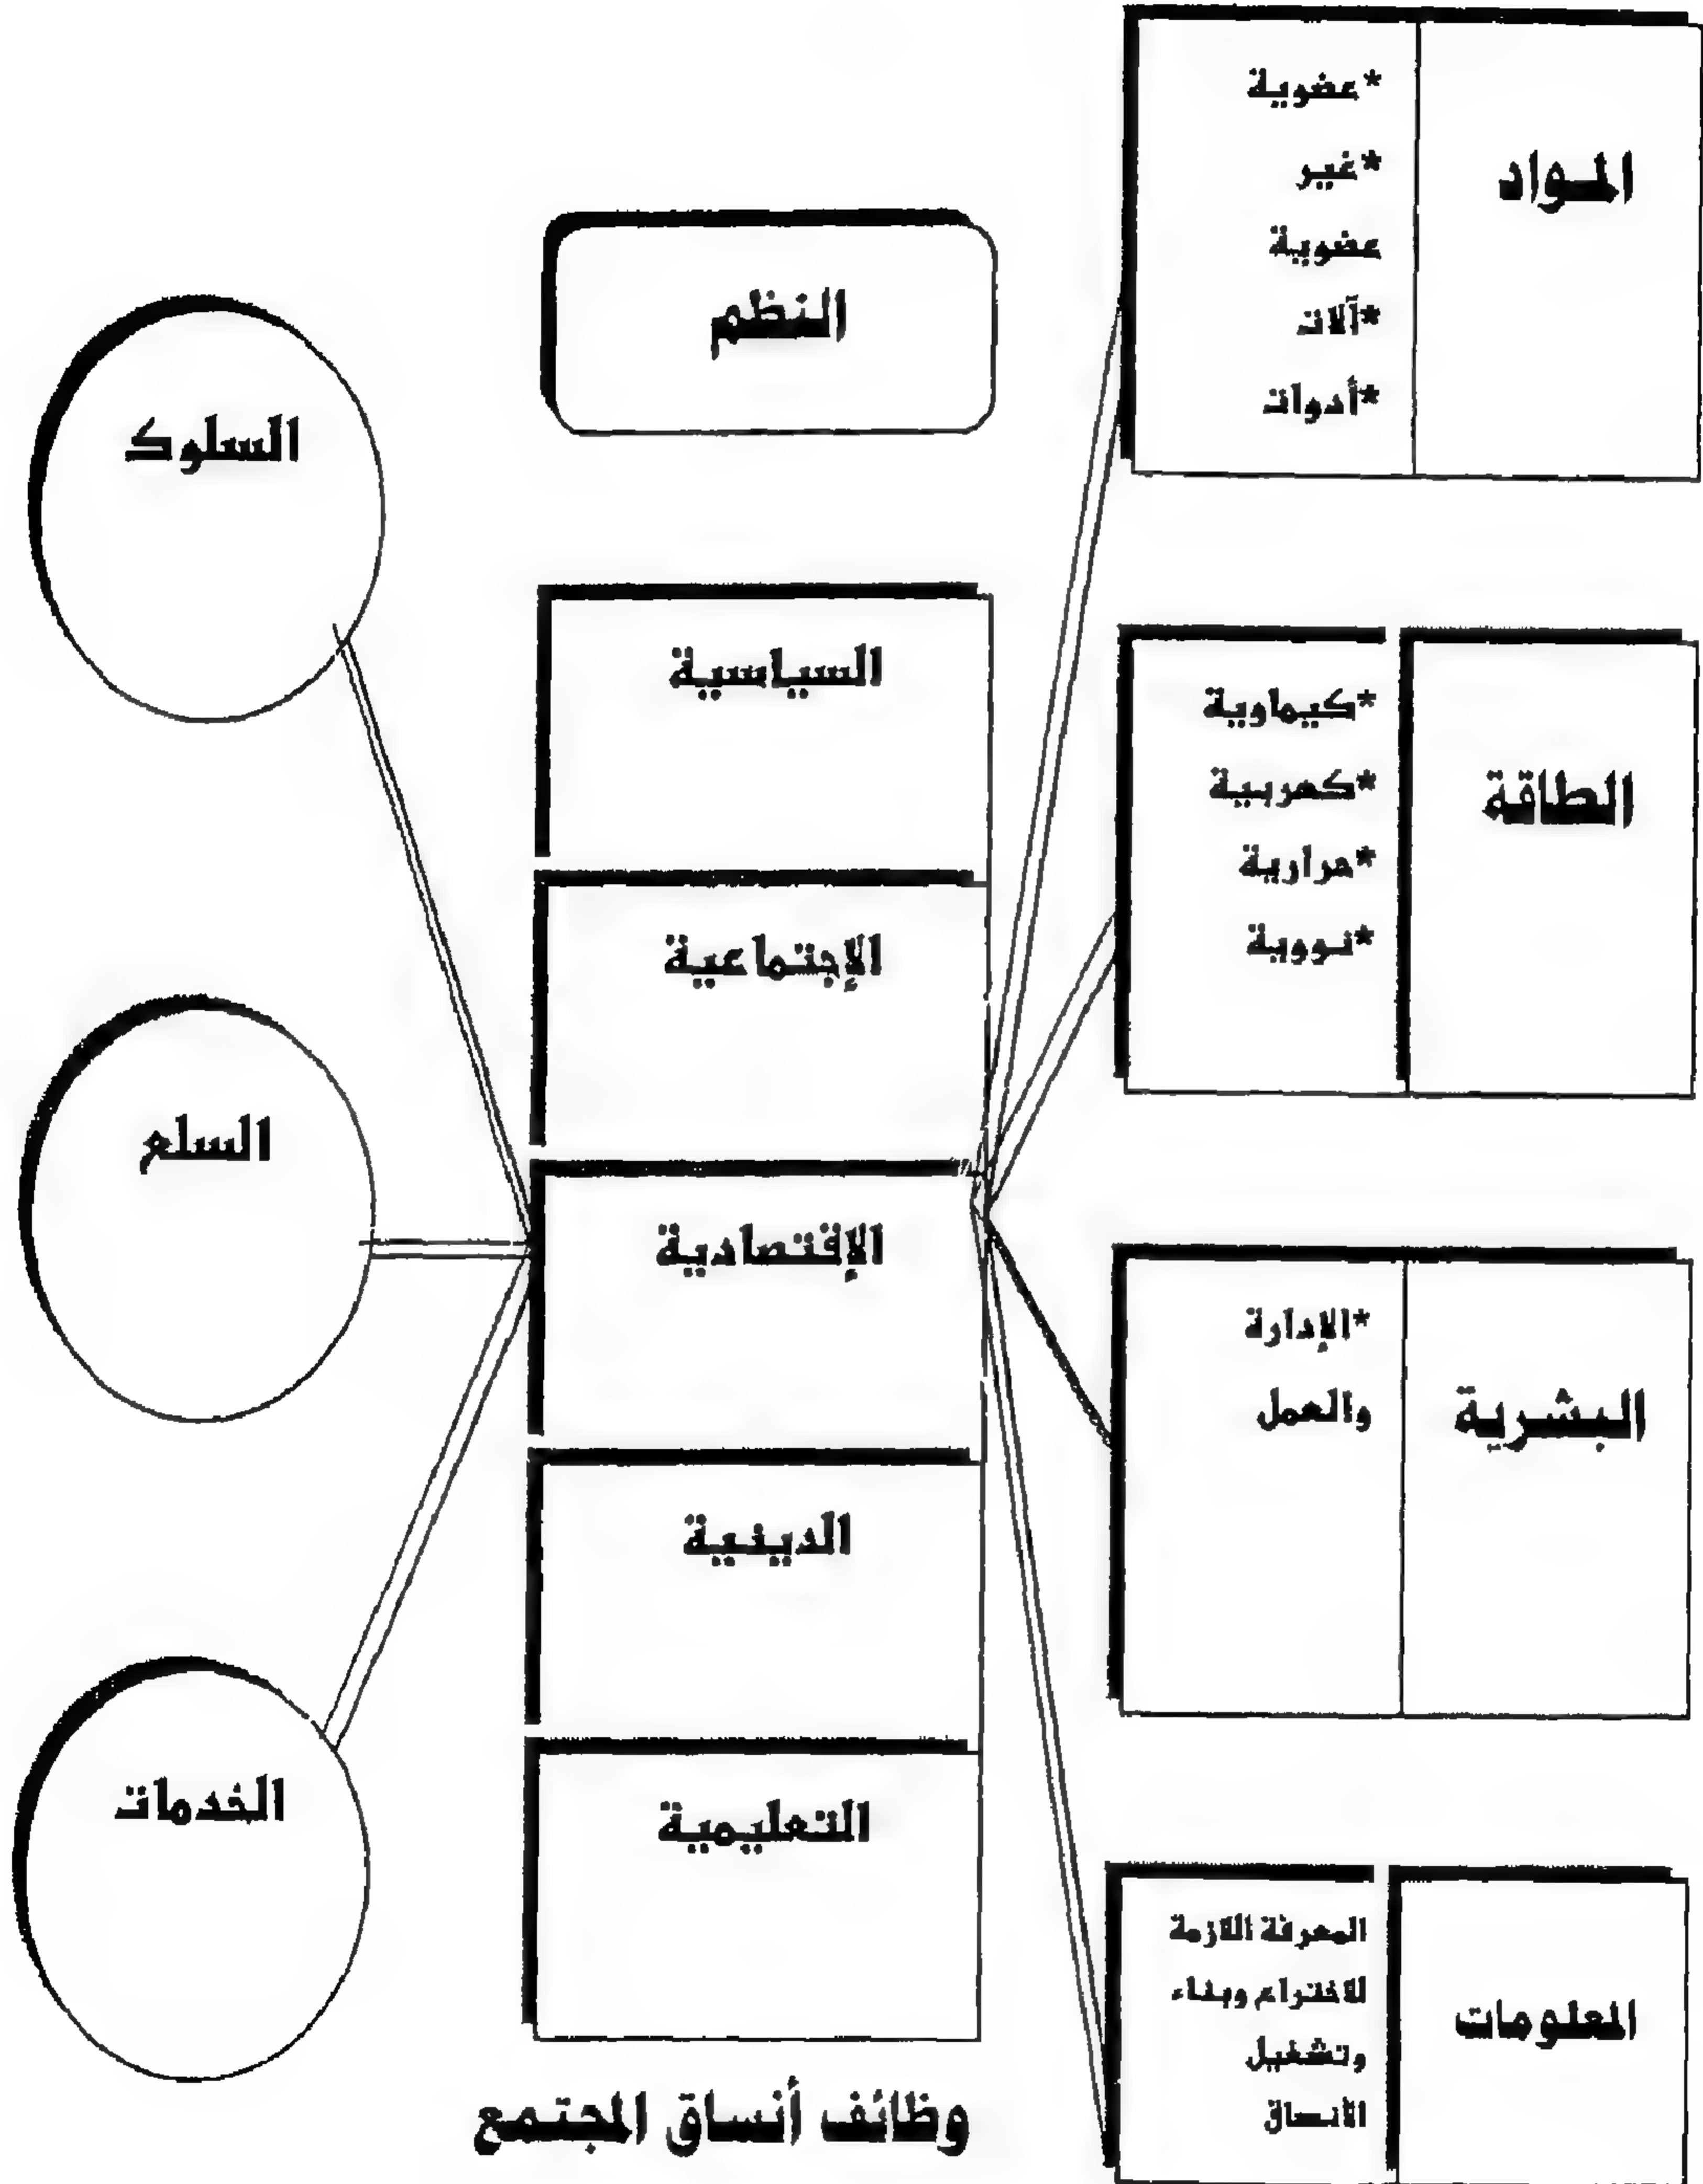 المواد
*عضوية
*غير
عضوية
*آلات
*أدوات
الطاقة
*كيماوية
*كهربية
*حرارية
*نووية
البشرية
*الإدارة
والعمل
المعلومات
المعرفة اللازمة
للاختراع وبناء
وتشغيل
الأنساق
النظم
السياسية
الإجتماعية
الإقتصادية
الدينية
التعليمية
السلوك
السلع
الخدمات
وظائف أنساق المجتمع